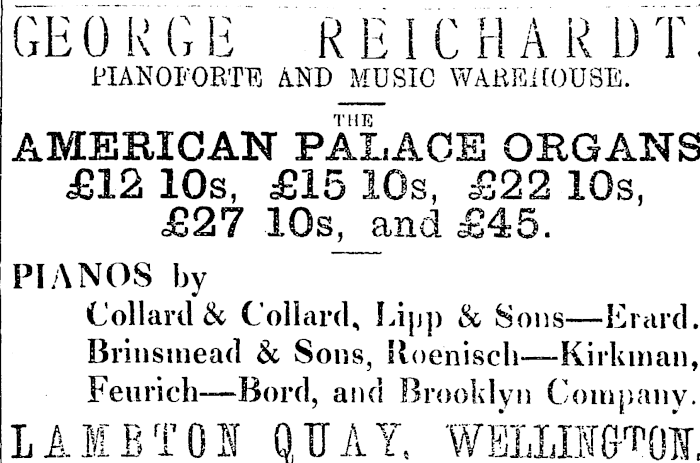 GEORGE REICHARDT,
PIANOFORTE AND MUSIC WAREHOUSE.
THE
AMERICAN PALACE ORGANS
£12 10s, £15 10s, £22 10s,
£27 10s, and £45.
PIANOS by
Collard & Collard, Lipp & Sons—Erard.
Brinsmead & Sons, Roenisch—Kirkman,
Feurich—Bord, and Brooklyn Company.
LAMBTON QUAY, WELLINGTON.